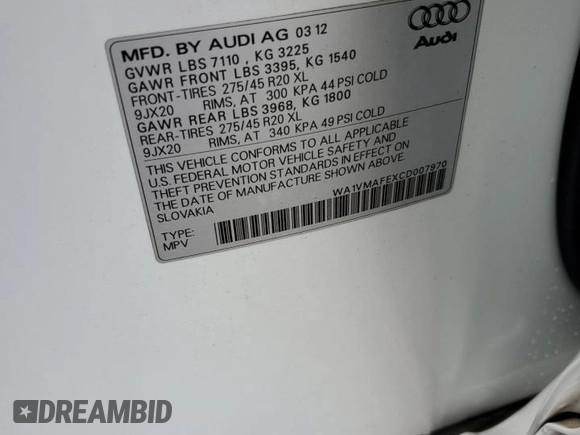 MFD. BY AUDI AG 03 12
GVWR LBS 7110 , KG 3225
GAWR FRONT LBS 3395, KG 1540
FRONT-TIRES 275/45 R20 XL
9JX20 RIMS, AT 300 KPA 44 PSI COLD
GAWR REAR LBS 3968, KG 1800
REAR-TIRES 275/45 R20 XL
9JX20 RIMS, AT 340 KPA 49 PSI COLD
Audi
THIS VEHICLE CONFORMS TO ALL APPLICABLE
U.S. FEDERAL MOTOR VEHICLE SAFETY AND
THEFT PREVENTION STANDARDS IN EFFECT ON
THE DATE OF MANUFACTURE SHOWN ABOVE.
SLOVAKIA
WA1VMAFEXCD007970
TYPE:
MPV
DREAMBID